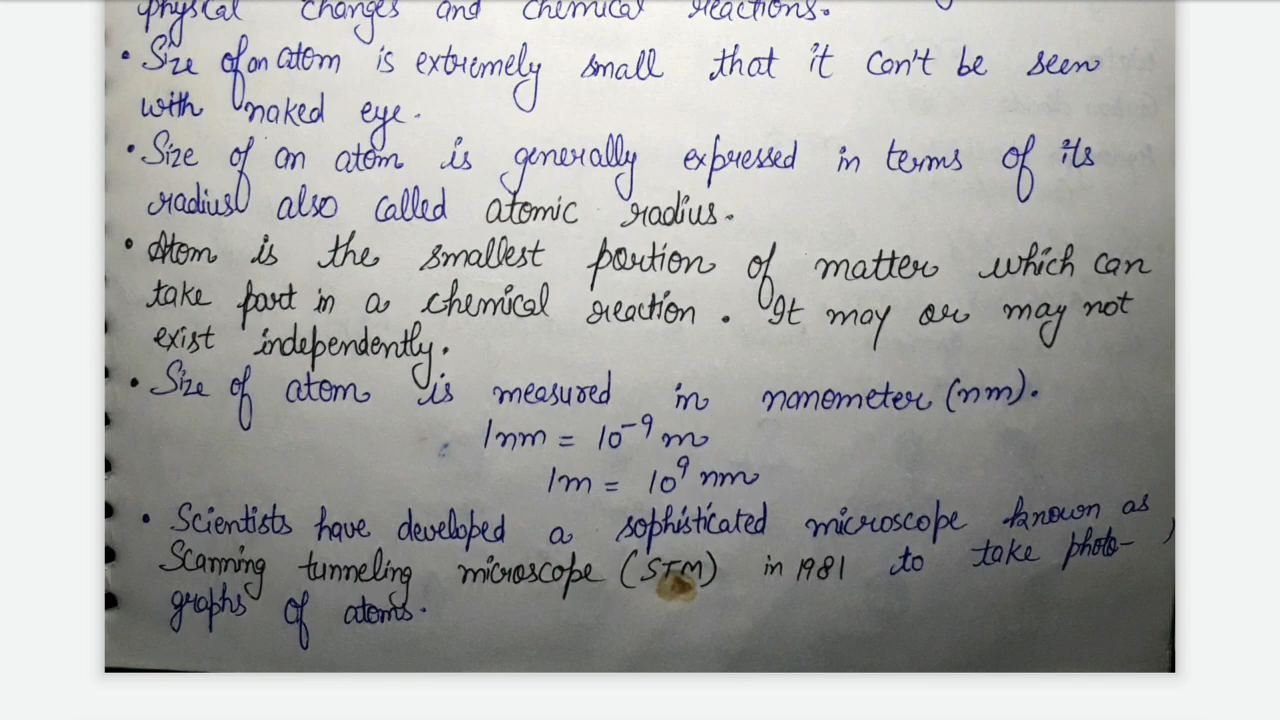 physical changes and chemical reactions.
• Size of an atom is extremely small that it can't be seen
with naked eye.
• Size of an atom is generally expressed in terms of its
radius also called atomic radius.
• Atom is the smallest portion of matter which can
take part in a chemical reaction. It may or may not
exist independently.
• Size of atom is measured in nanometer (nm).
1nm = 10⁻⁹ m
1m = 10⁹ nm
• Scientists have developed a sophisticated microscope known as
Scanning tunneling microscope (STM) in 1981 to take photo-
graphs of atoms.